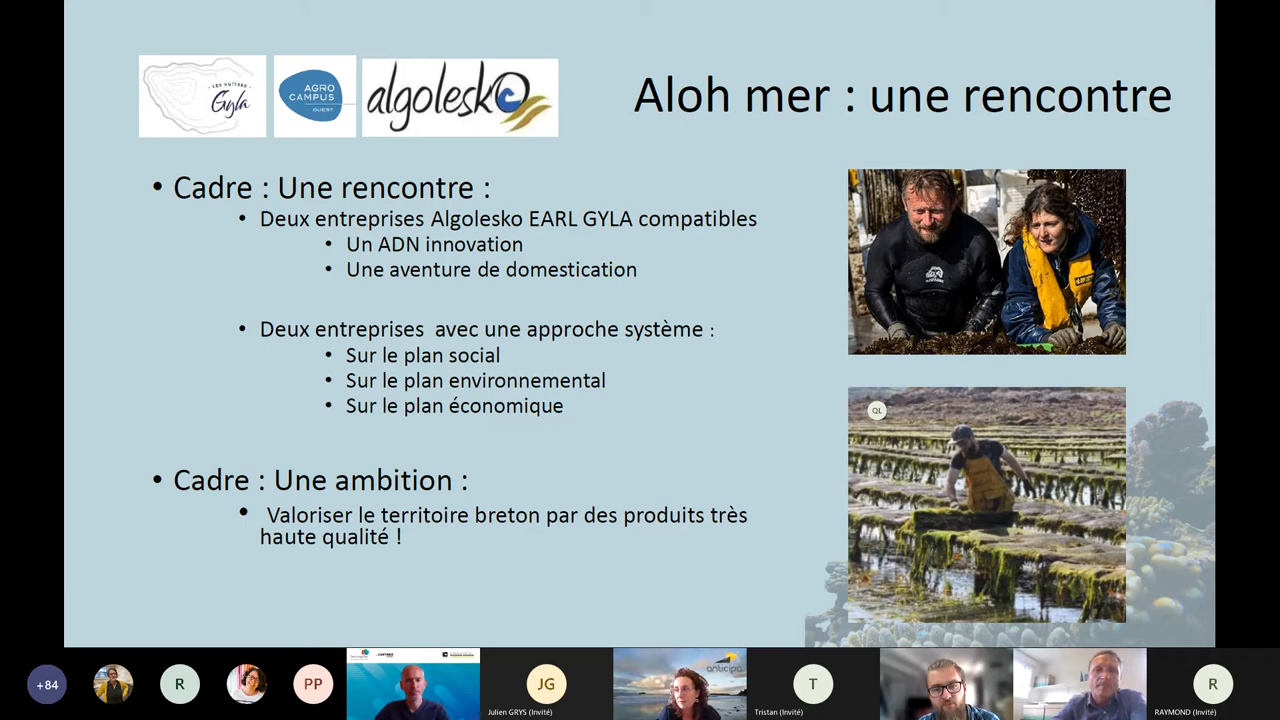 LES HUÎTRES
Gyla
AGRO
CAMPUS
OUEST
algolesko
Aloh mer : une rencontre
• Cadre : Une rencontre :
• Deux entreprises Algolesko EARL GYLA compatibles
• Un ADN innovation
• Une aventure de domestication
• Deux entreprises avec une approche système :
• Sur le plan social
• Sur le plan environnemental
• Sur le plan économique
• Cadre : Une ambition :
• Valoriser le territoire breton par des produits très
haute qualité !
QL
+84
R
PP
JG
Julien GRYS (Invité)
anticipa
T
Tristan (Invité)
R
RAYMOND (Invité)